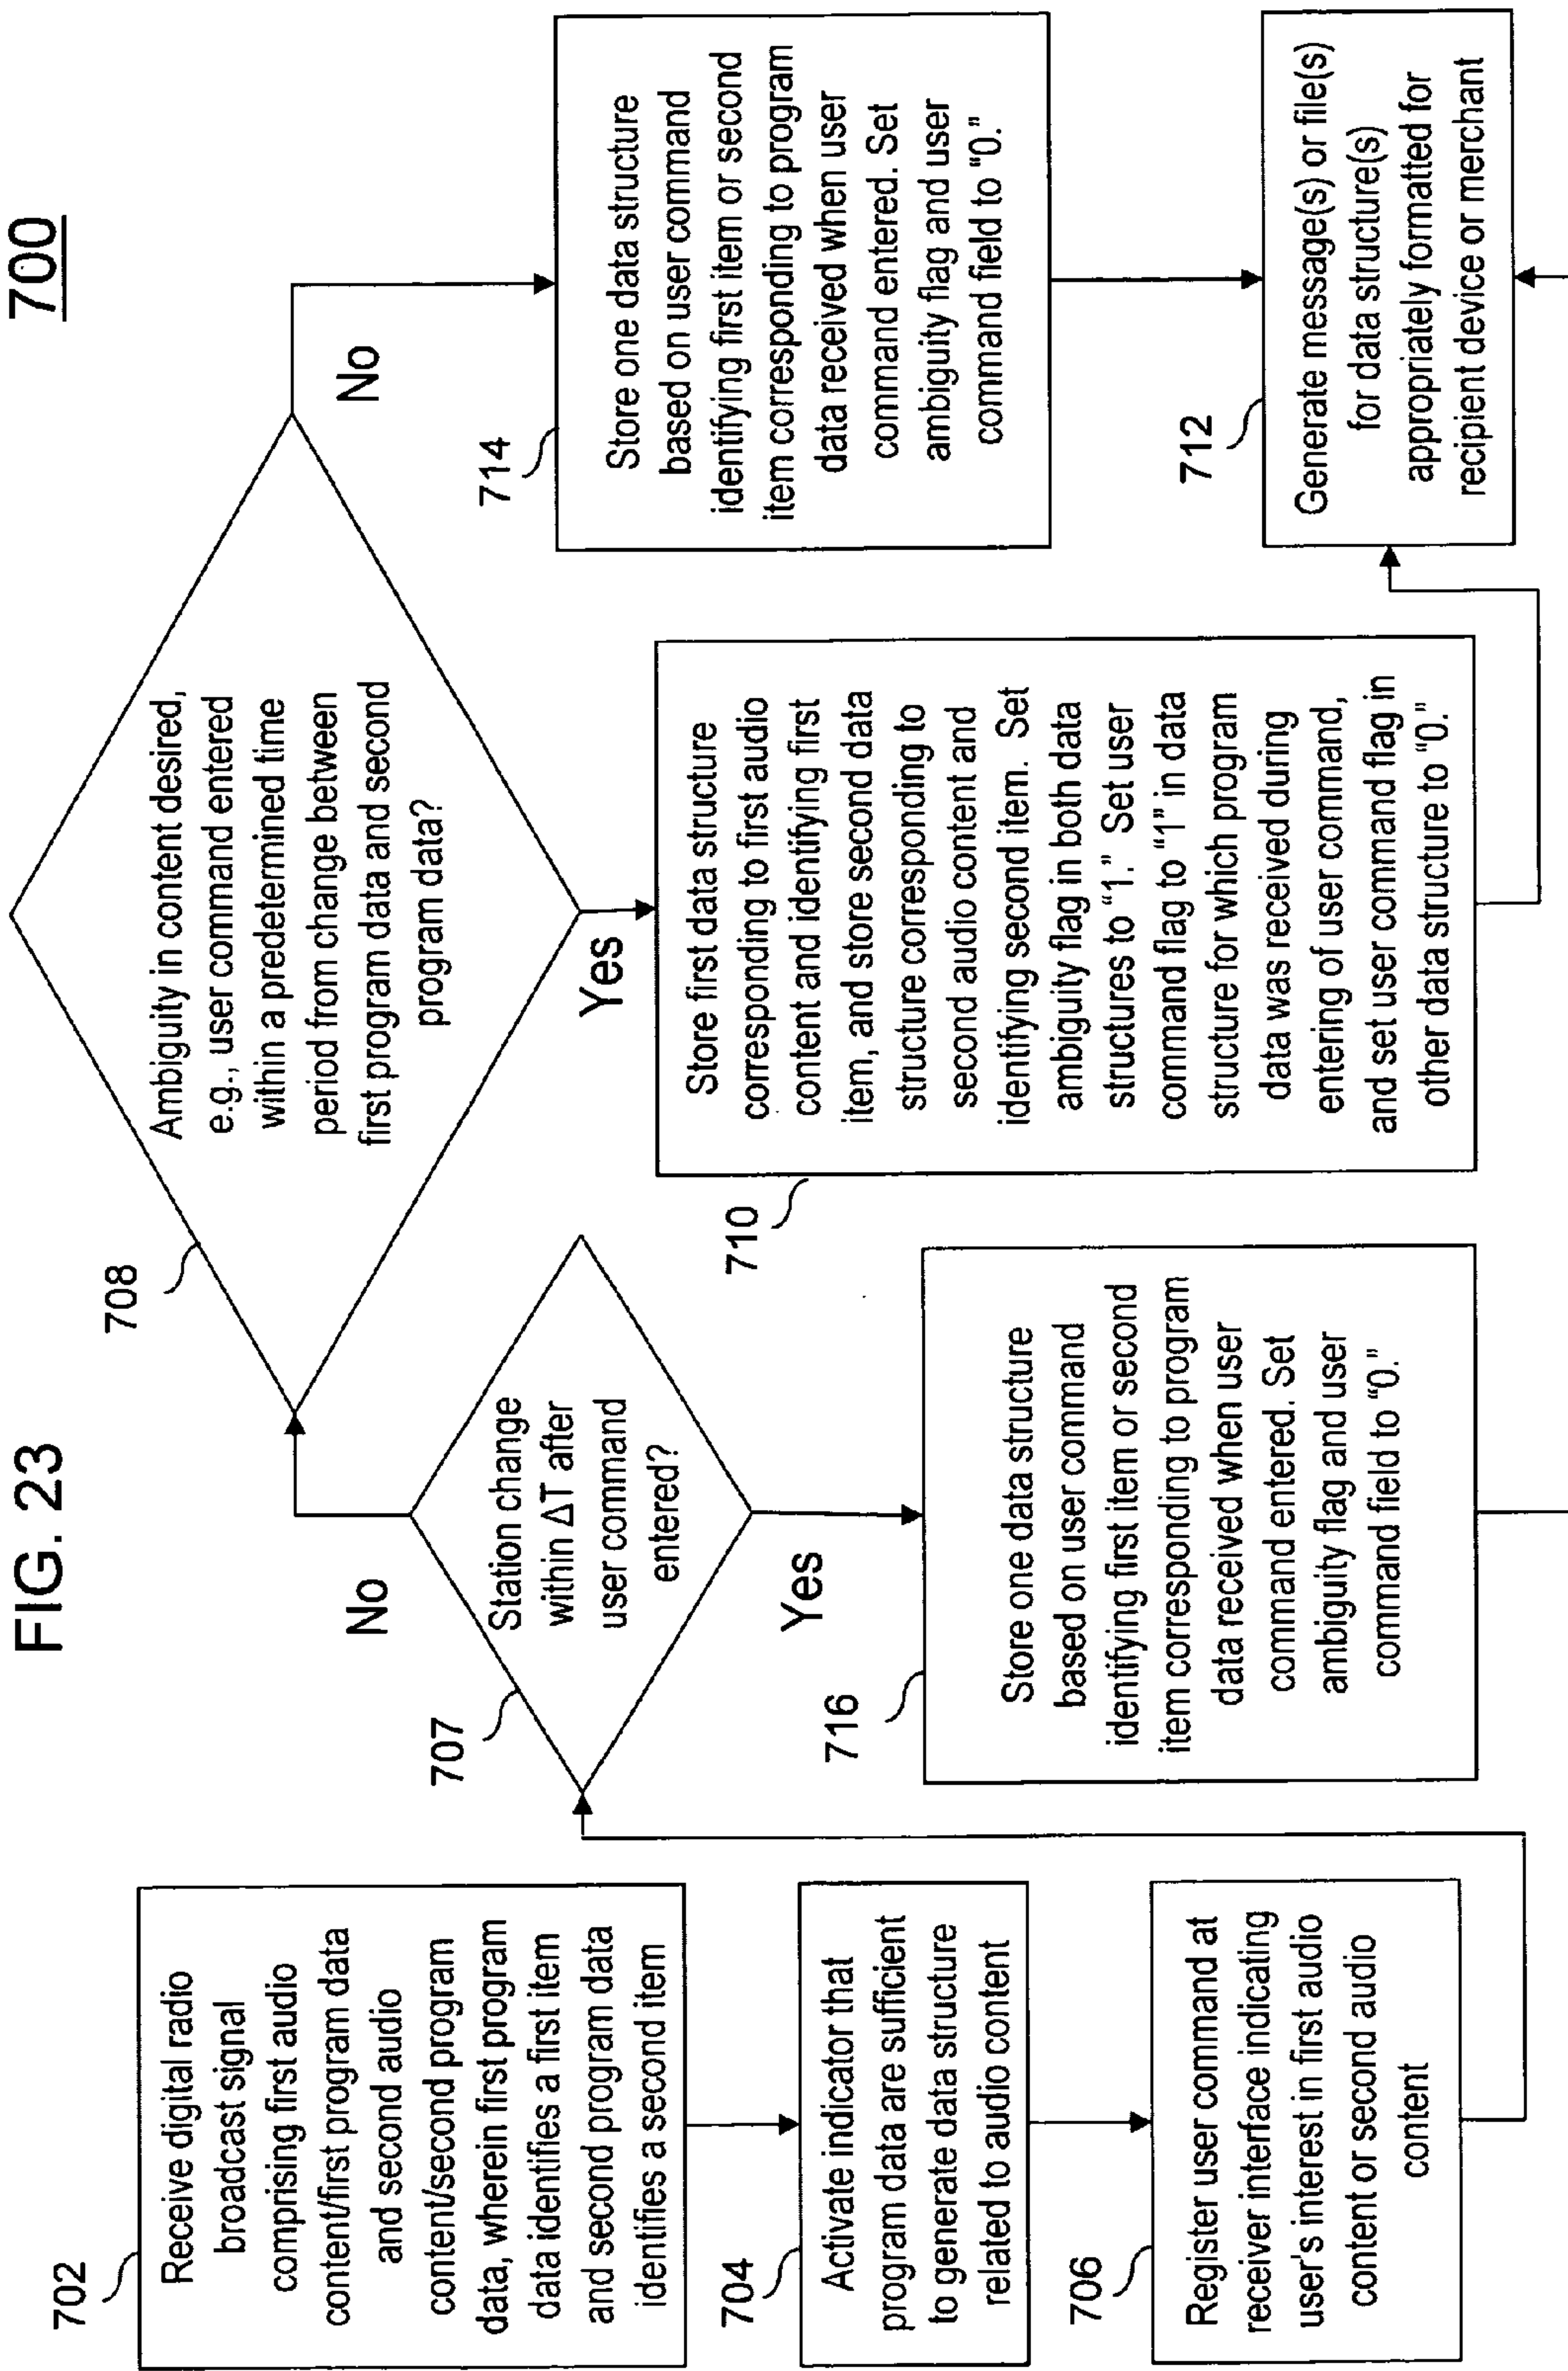 FIG. 23
700
702
Receive digital radio
broadcast signal
comprising first audio
content/first program data
and second audio
content/second program
data, wherein first program
data identifies a first item
and second program data
identifies a second item
704
Activate indicator that
program data are sufficient
to generate data structure
related to audio content
706
Register user command at
receiver interface indicating
user's interest in first audio
content or second audio
content
707
Station change
within ΔT after
user command
entered?
No
Yes
716
Store one data structure
based on user command
identifying first item or second
item corresponding to program
data received when user
command entered. Set
ambiguity flag and user
command field to “0.”
708
Ambiguity in content desired,
e.g., user command entered
within a predetermined time
period from change between
first program data and second
program data?
Yes
No
710
Store first data structure
corresponding to first audio
content and identifying first
item, and store second data
structure corresponding to
second audio content and
identifying second item. Set
ambiguity flag in both data
structures to “1.” Set user
command flag to “1” in data
structure for which program
data was received during
entering of user command,
and set user command flag in
other data structure to “0.”
714
Store one data structure
based on user command
identifying first item or second
item corresponding to program
data received when user
command entered. Set
ambiguity flag and user
command field to “0.”
712
Generate message(s) or file(s)
for data structure(s)
appropriately formatted for
recipient device or merchant